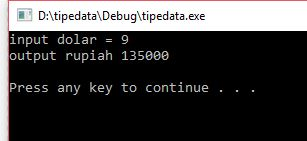 D:\tipedata\Debug\tipedata.exe
input dolar = 9
output rupiah 135000
Press any key to continue . . .